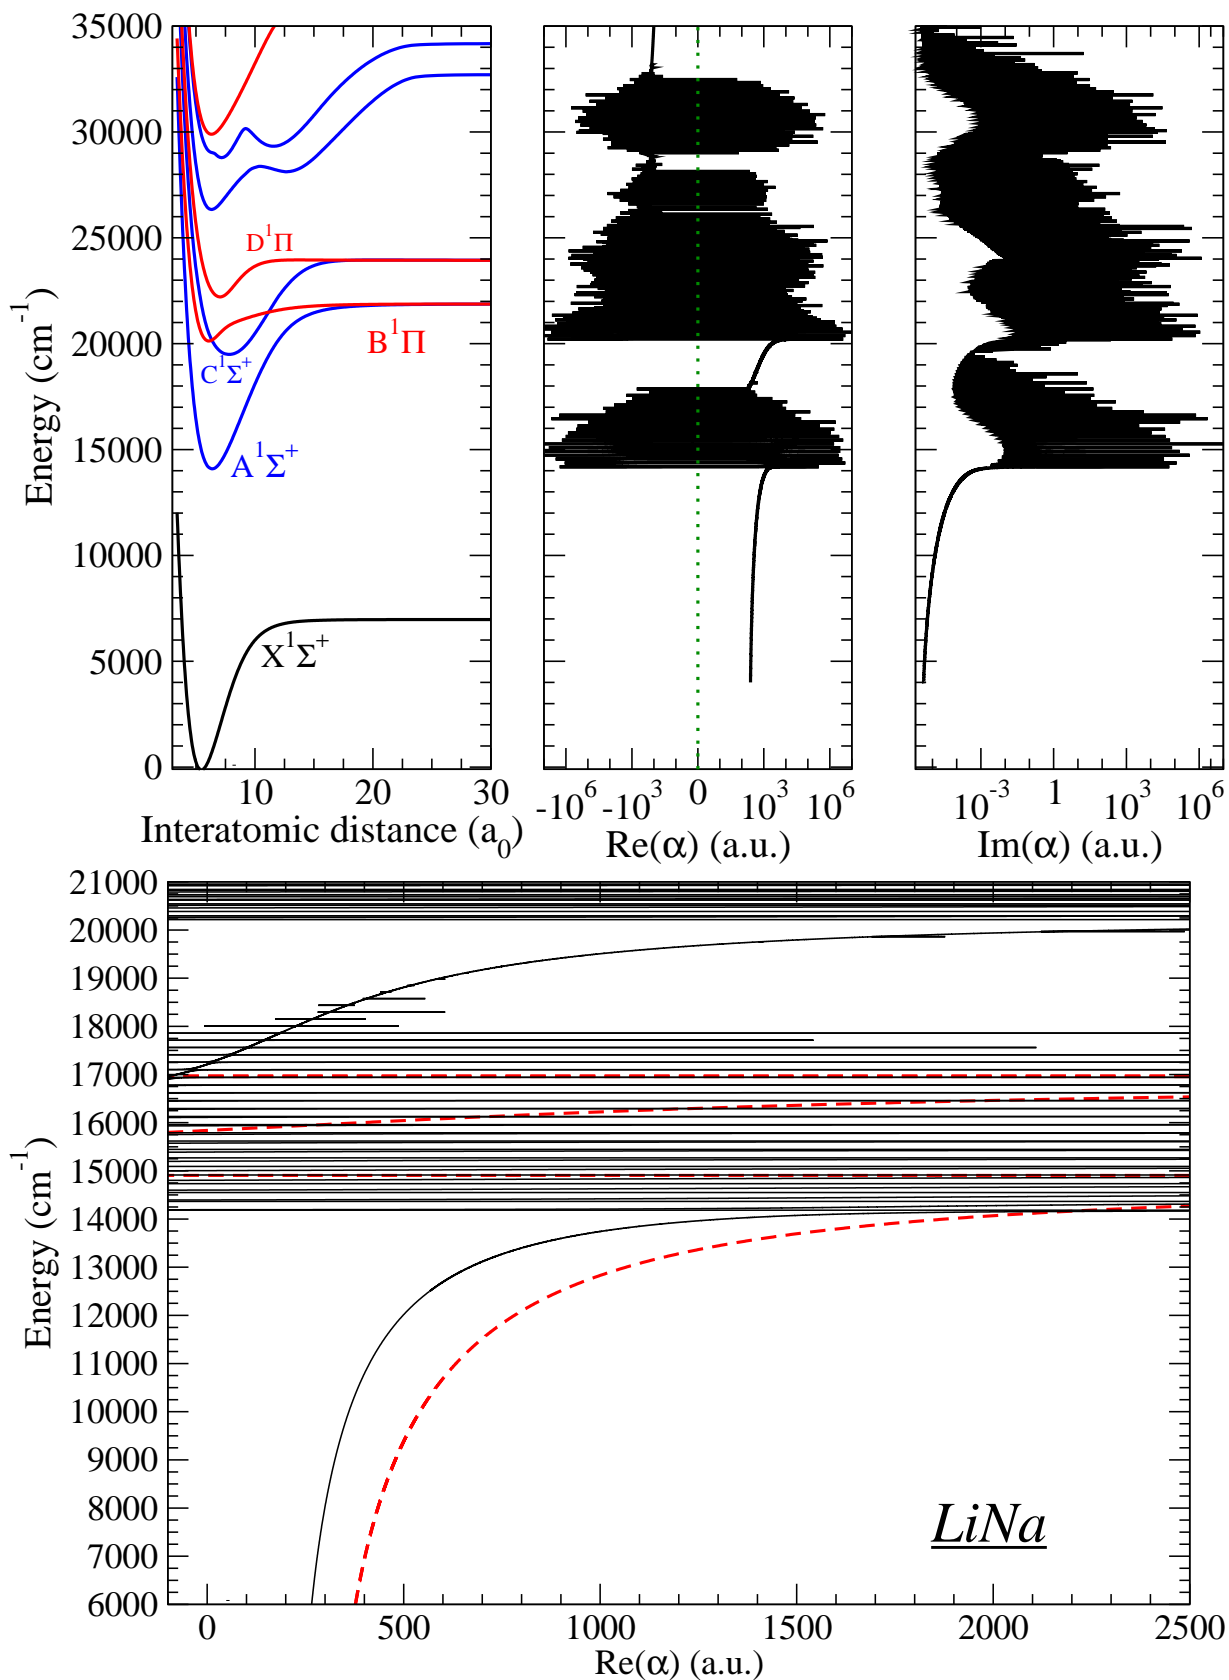 35000
30000
25000
20000
15000
10000
5000
0
Energy (cm⁻¹)
D¹Π
B¹Π
C¹Σ⁺
A¹Σ⁺
X¹Σ⁺
10 20 30
Interatomic distance (a₀)
-10⁶ -10³ 0 10³ 10⁶
Re(α) (a.u.)
10⁻³ 1 10³ 10⁶
Im(α) (a.u.)
21000
20000
19000
18000
17000
16000
15000
14000
13000
12000
11000
10000
9000
8000
7000
6000
Energy (cm⁻¹)
LiNa
0 500 1000 1500 2000 2500
Re(α) (a.u.)